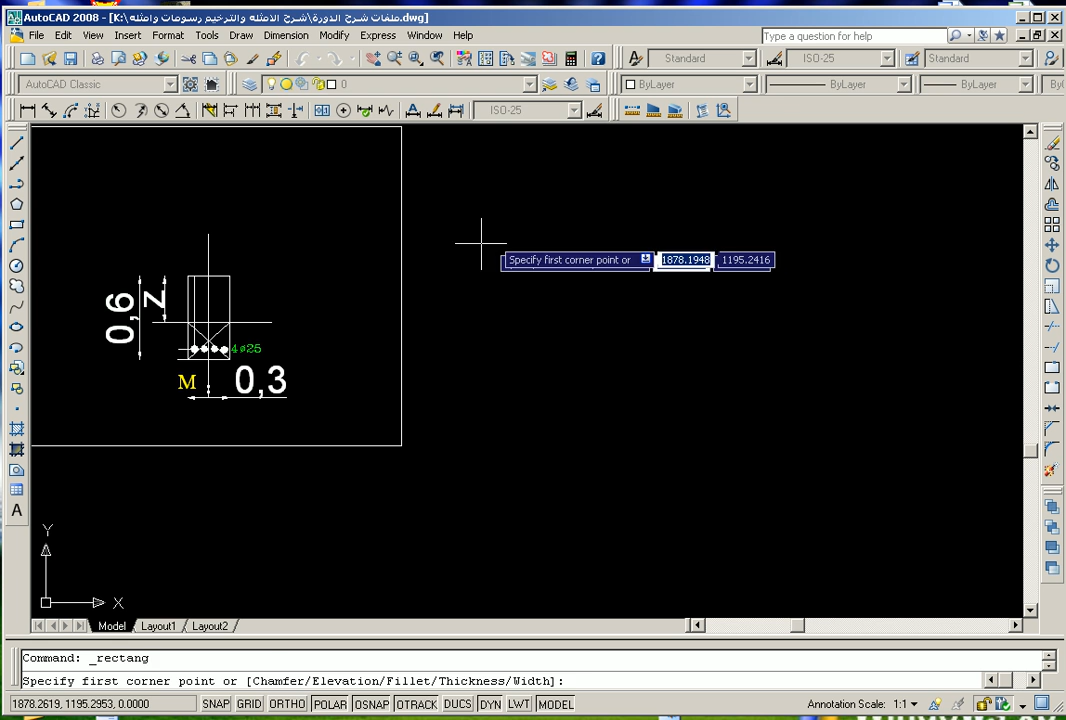 AutoCAD 2008 - [K:\ملفات شرح الدورة\شرح الامثله والترخيم رسومات وامثله.dwg]
File Edit View Insert Format Tools Draw Dimension Modify Express Window Help
Type a question for help
Standard ISO-25 Standard
AutoCAD Classic 0 ByLayer ByLayer ByLayer
ISO-25
Specify first corner point or 1878.1948 1195.2416
0,6
Z
4ø25
M
0,3
Y
X
A
Model Layout1 Layout2
Command: _rectang
Specify first corner point or [Chamfer/Elevation/Fillet/Thickness/Width]:
1878.2619, 1195.2953, 0.0000 SNAP GRID ORTHO POLAR OSNAP OTRACK DUCS DYN LWT MODEL Annotation Scale: 1:1